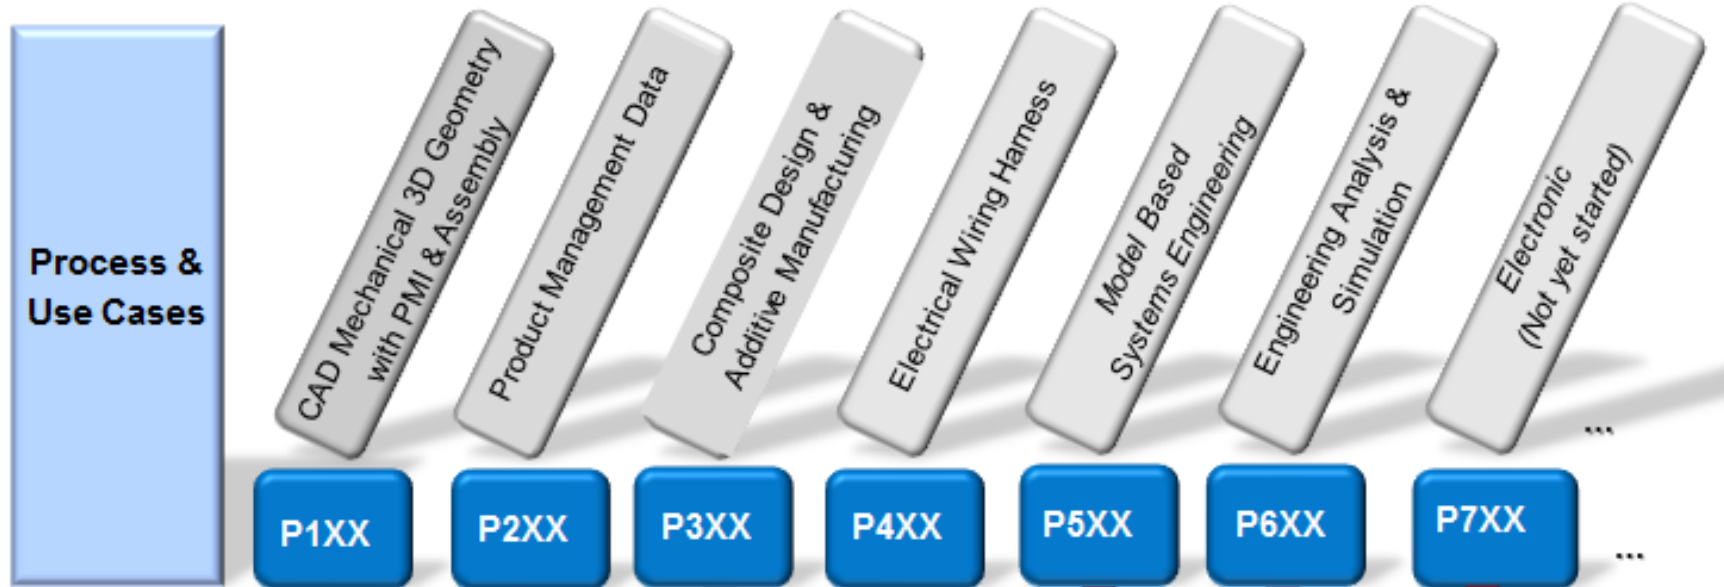 Process &
Use Cases
CAD Mechanical 3D Geometry
with PMI & Assembly
Product Management Data
Composite Design &
Additive Manufacturing
Electrical Wiring Harness
Model Based
Systems Engineering
Engineering Analysis &
Simulation
Electronic
(Not yet started)
...
P1XX
P2XX
P3XX
P4XX
P5XX
P6XX
P7XX
...